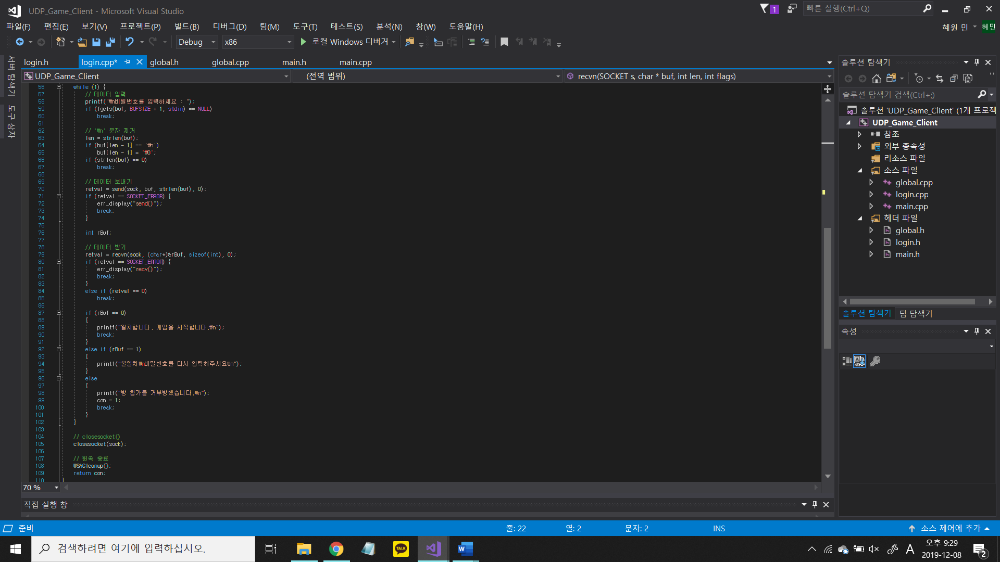 UDP_Game_Client - Microsoft Visual Studio
1
빠른 실행(Ctrl+Q)
파일(F) 편집(E) 보기(V) 프로젝트(P) 빌드(B) 디버그(D) 팀(M) 도구(T) 테스트(S) 분석(N) 창(W) 도움말(H)
혜원 민 혜민
Debug x86 로컬 Windows 디버거
서버 탐색기
도구 상자
login.h login.cpp* global.h global.cpp main.h main.cpp
UDP_Game_Client (전역 범위) recvn(SOCKET s, char * buf, int len, int flags)
56 while (1) {
57 // 데이터 입력
58 printf("₩n비밀번호를 입력하세요 : ");
59 if (fgets(buf, BUFSIZE + 1, stdin) == NULL)
60 break;
61
62 // '₩n' 문자 제거
63 len = strlen(buf);
64 if (buf[len - 1] == '₩n')
65 buf[len - 1] = '₩0';
66 if (strlen(buf) == 0)
67 break;
68
69 // 데이터 보내기
70 retval = send(sock, buf, strlen(buf), 0);
71 if (retval == SOCKET_ERROR) {
72 err_display("send()");
73 break;
74 }
75
76 int rBuf;
77
78 // 데이터 받기
79 retval = recvn(sock, (char*)&rBuf, sizeof(int), 0);
80 if (retval == SOCKET_ERROR) {
81 err_display("recv()");
82 break;
83 }
84 else if (retval == 0)
85 break;
86
87 if (rBuf == 0)
88 {
89 printf("일치합니다. 게임을 시작합니다.₩n");
90 break;
91 }
92 else if (rBuf == 1)
93 {
94 printf("불일치₩n비밀번호를 다시 입력해주세요₩n");
95 }
96 else
97 {
98 printf("방 참가를 거부방했습니다.₩n");
99 con = 1;
100 break;
101 }
102 }
103
104 // closesocket()
105 closesocket(sock);
106
107 // 윈속 종료
108 WSACleanup();
109 return con;
110 }
70 %
직접 실행 창
솔루션 탐색기
솔루션 탐색기 검색(Ctrl+;)
솔루션 'UDP_Game_Client' (1개 프로젝
UDP_Game_Client
참조
외부 종속성
리소스 파일
소스 파일
global.cpp
login.cpp
main.cpp
헤더 파일
global.h
login.h
main.h
솔루션 탐색기 팀 탐색기
속성
준비 줄: 22 열: 2 문자: 2 INS 소스 제어에 추가
검색하려면 여기에 입력하십시오.
TALK
W
A
오후 9:29
2019-12-08
2